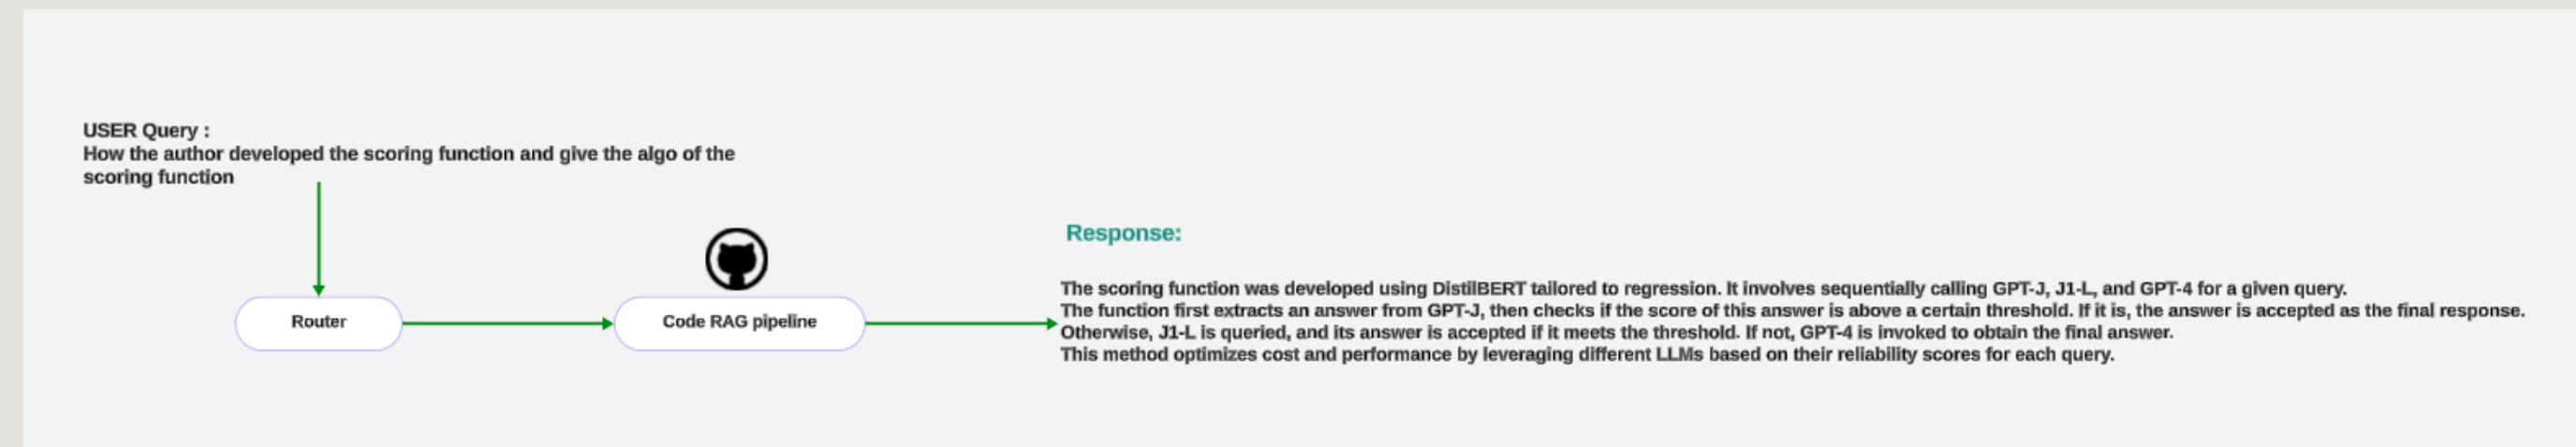 USER Query :
How the author developed the scoring function and give the algo of the
scoring function
Router
Code RAG pipeline
Response:
The scoring function was developed using DistilBERT tailored to regression. It involves sequentially calling GPT-J, J1-L, and GPT-4 for a given query.
The function first extracts an answer from GPT-J, then checks if the score of this answer is above a certain threshold. If it is, the answer is accepted as the final response.
Otherwise, J1-L is queried, and its answer is accepted if it meets the threshold. If not, GPT-4 is invoked to obtain the final answer.
This method optimizes cost and performance by leveraging different LLMs based on their reliability scores for each query.